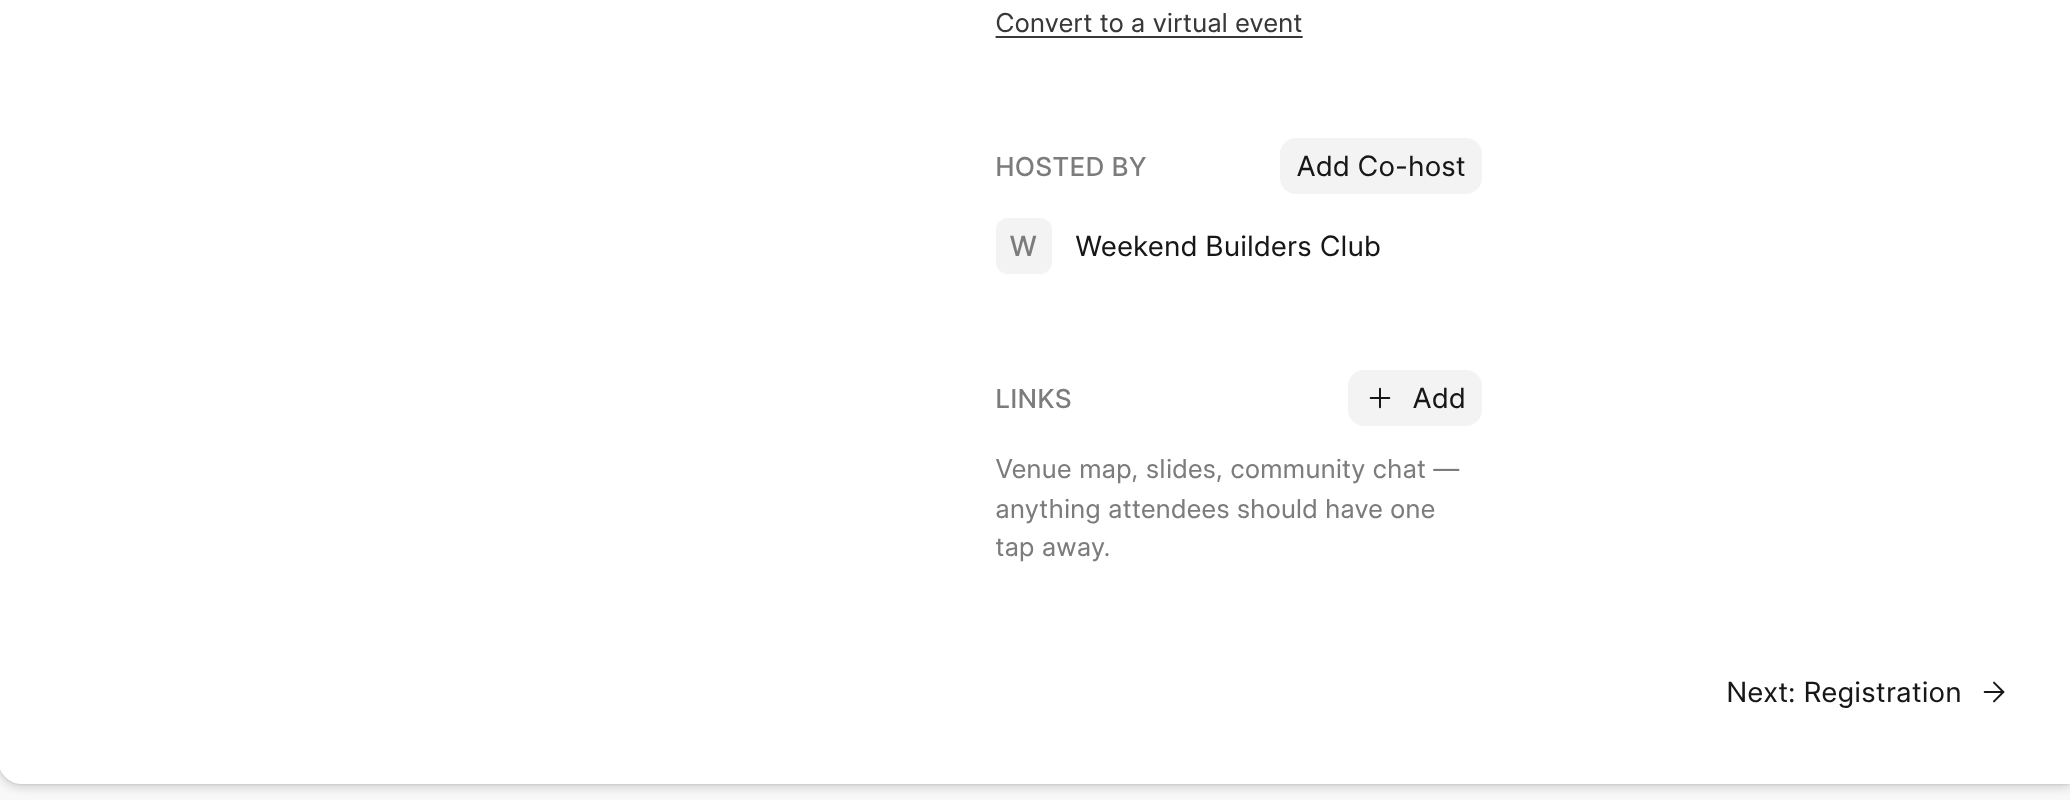 Convert to a virtual event
HOSTED BY
Add Co-host
W
Weekend Builders Club
LINKS
+ Add
Venue map, slides, community chat —
anything attendees should have one
tap away.
Next: Registration →